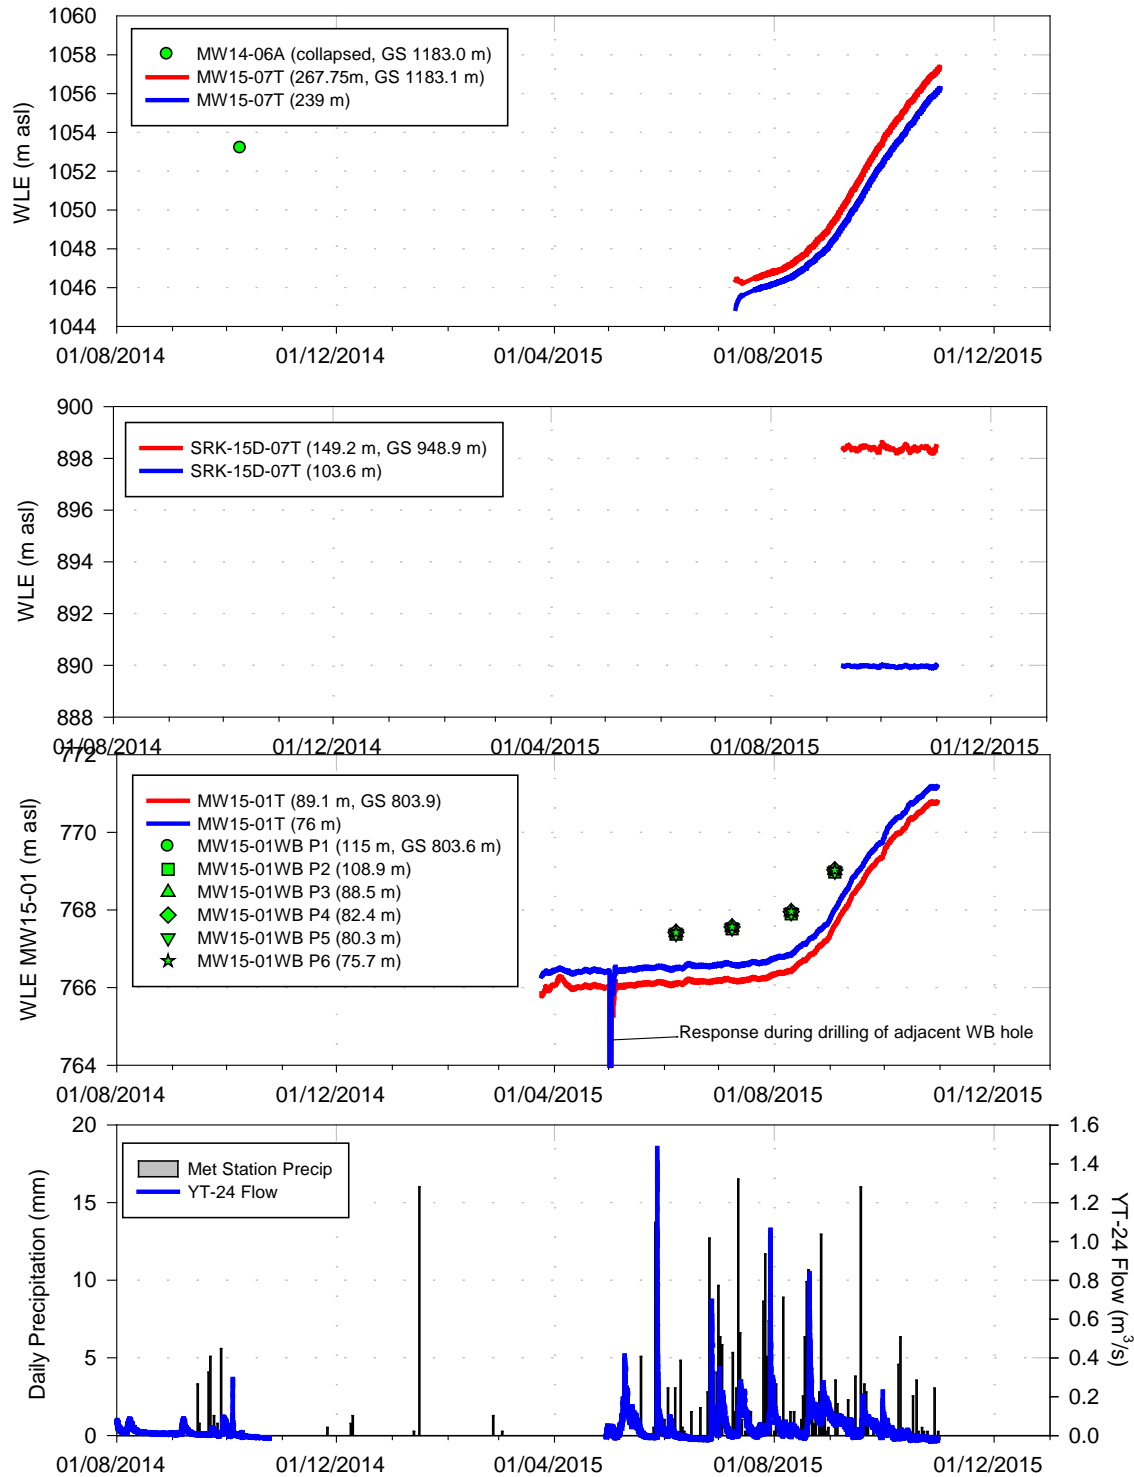 1060
1058
1056
1054
1052
1050
1048
1046
1044
WLE (m asl)
MW14-06A (collapsed, GS 1183.0 m)
MW15-07T (267.75m, GS 1183.1 m)
MW15-07T (239 m)
01/08/2014 01/12/2014 01/04/2015 01/08/2015 01/12/2015
900
898
896
894
892
890
888
WLE (m asl)
SRK-15D-07T (149.2 m, GS 948.9 m)
SRK-15D-07T (103.6 m)
01/08/2014 01/12/2014 01/04/2015 01/08/2015 01/12/2015
772
770
768
766
764
WLE MW15-01 (m asl)
MW15-01T (89.1 m, GS 803.9)
MW15-01T (76 m)
MW15-01WB P1 (115 m, GS 803.6 m)
MW15-01WB P2 (108.9 m)
MW15-01WB P3 (88.5 m)
MW15-01WB P4 (82.4 m)
MW15-01WB P5 (80.3 m)
MW15-01WB P6 (75.7 m)
Response during drilling of adjacent WB hole
01/08/2014 01/12/2014 01/04/2015 01/08/2015 01/12/2015
20
15
10
5
0
Daily Precipitation (mm)
Met Station Precip
YT-24 Flow
1.6
1.4
1.2
1.0
0.8
0.6
0.4
0.2
0.0
YT-24 Flow (m³/s)
01/08/2014 01/12/2014 01/04/2015 01/08/2015 01/12/2015